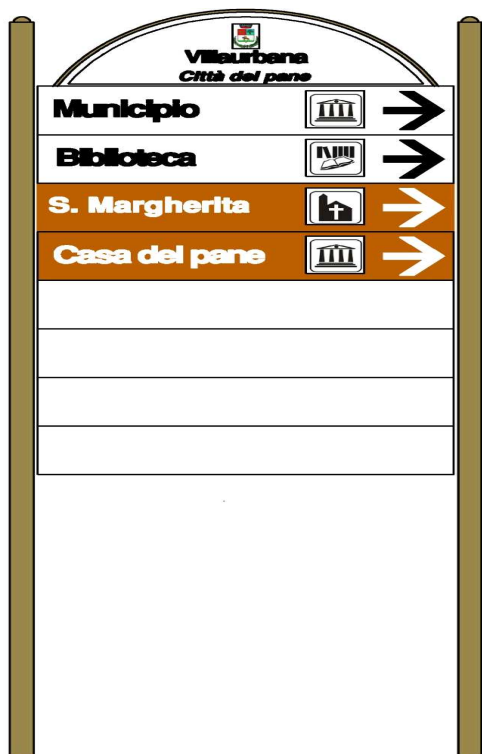 Villaurbana
Città del pane
Municipio
Biblioteca
S. Margherita
Casa del pane